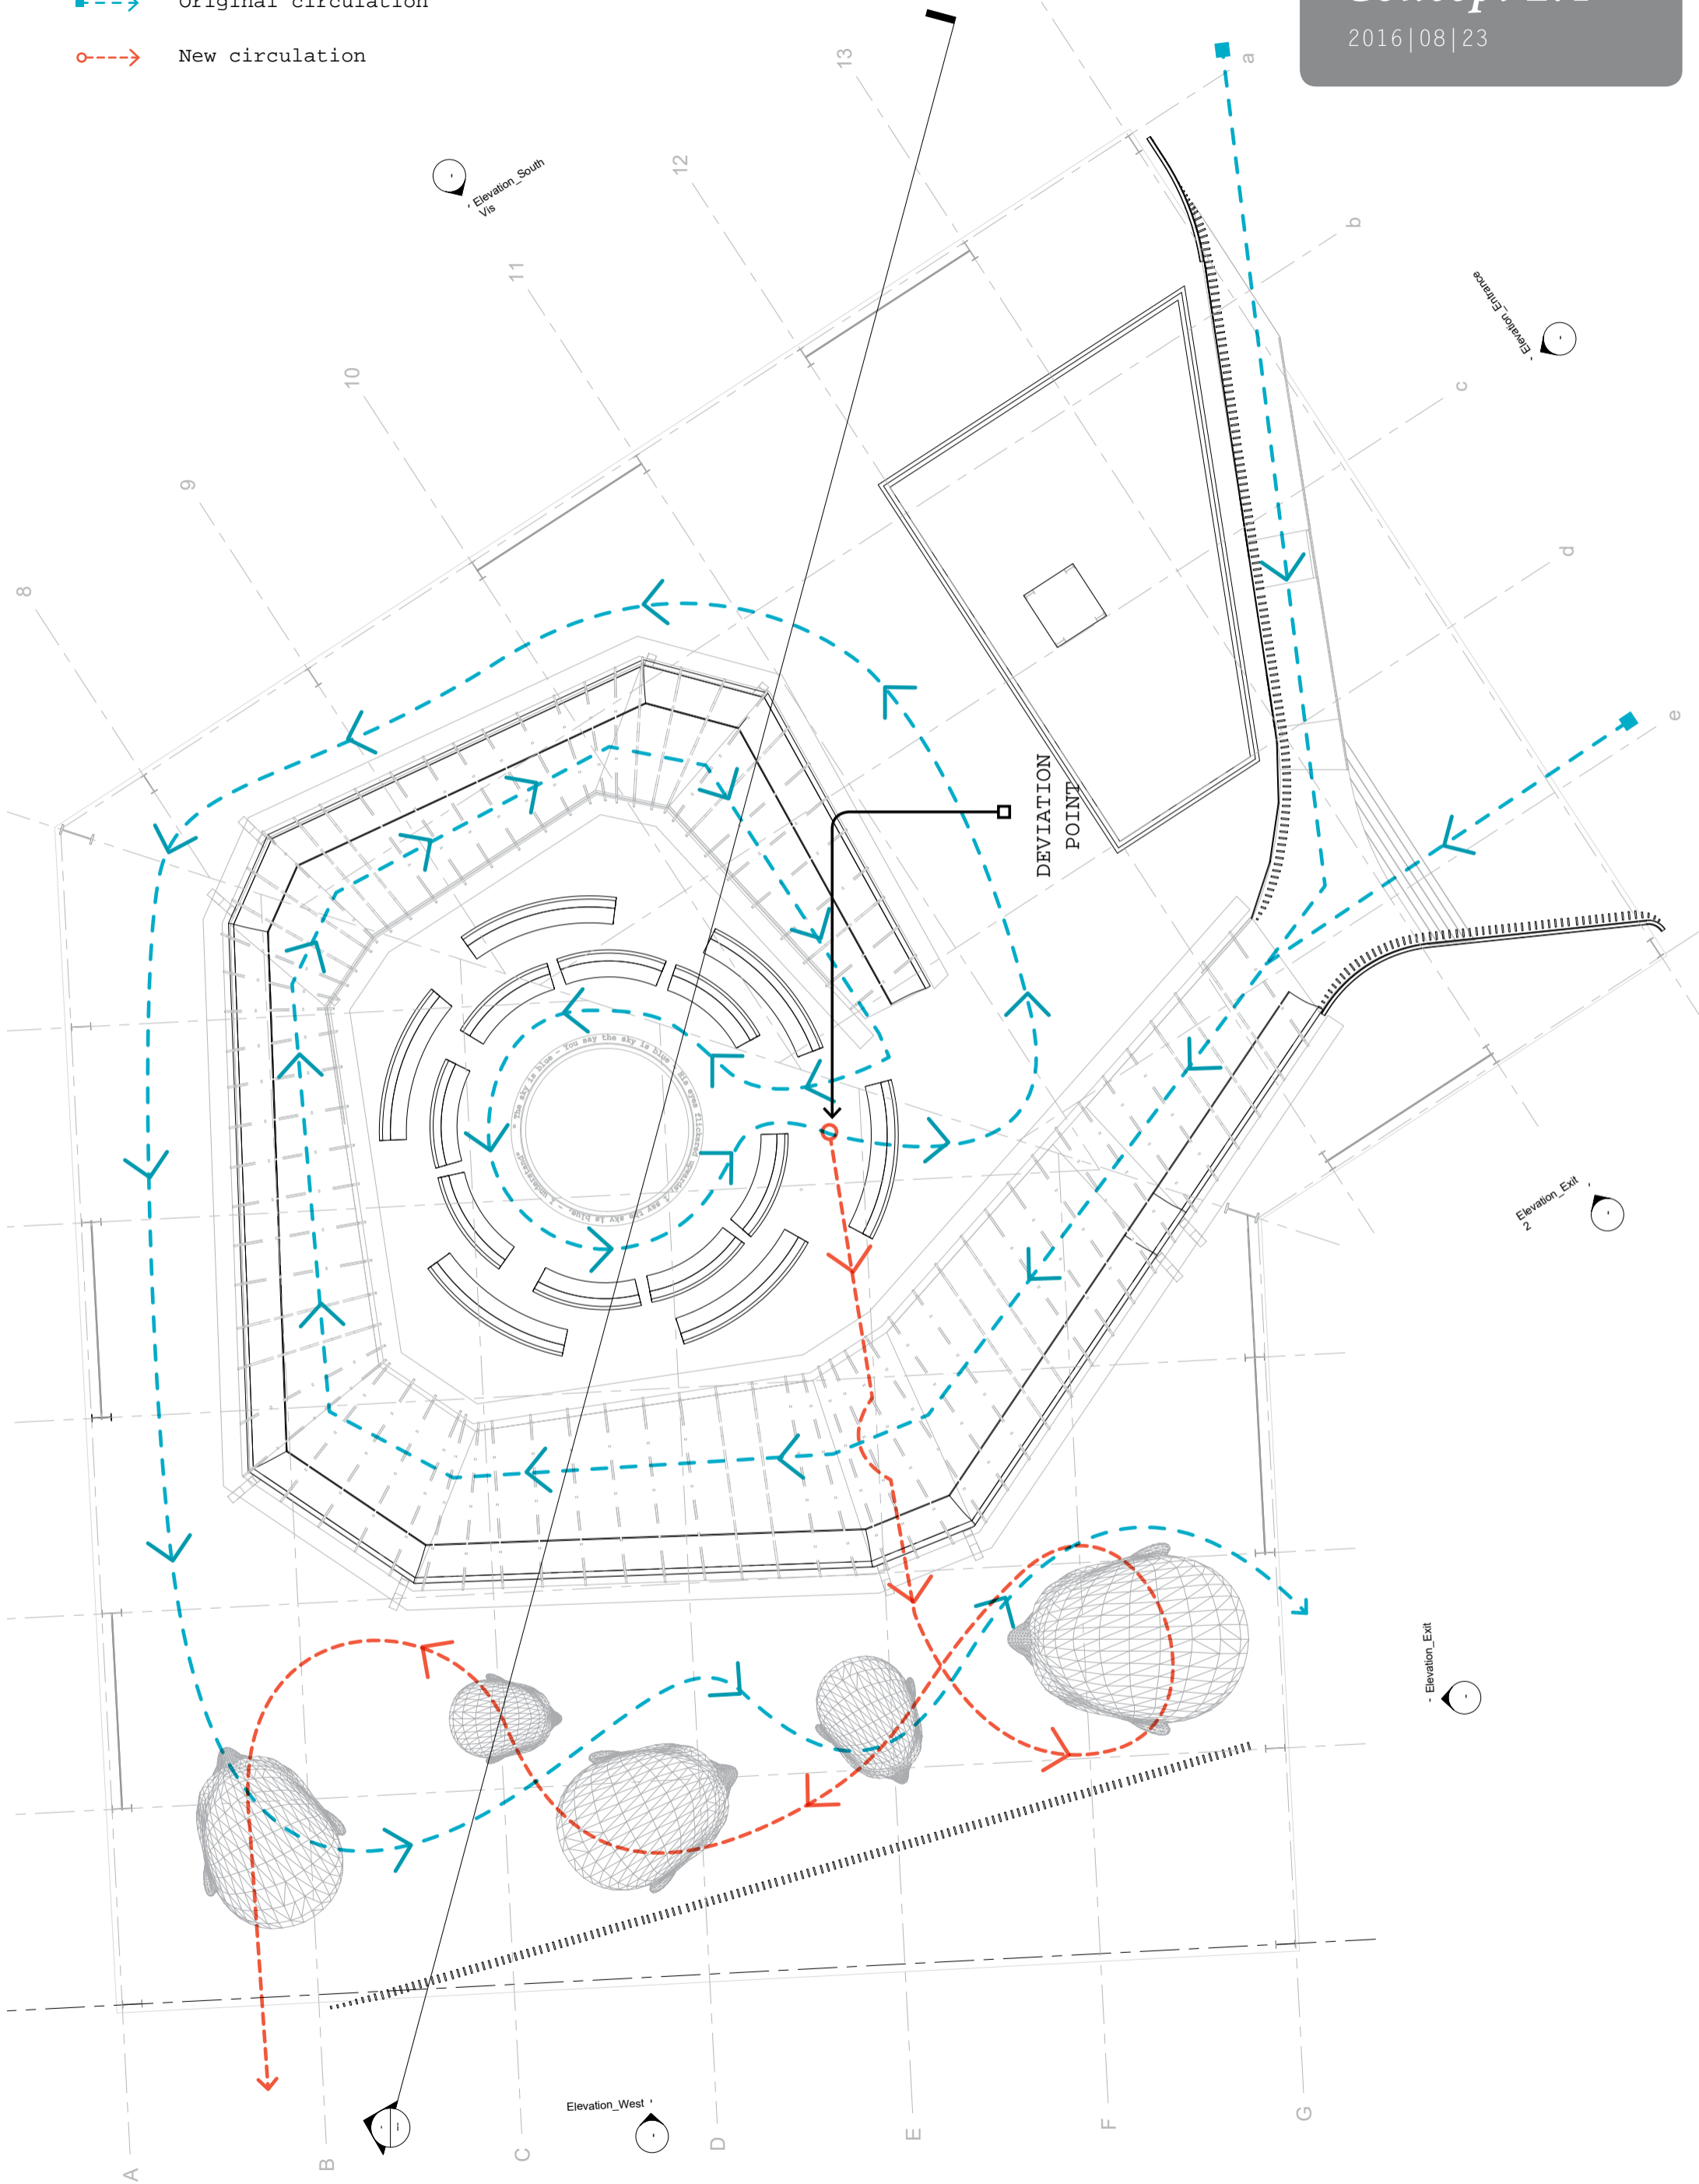 Original circulation
New circulation
2016|08|23
13
a
12
Elevation_South
Vis
11
b
10
Elevation_Entrance
c
9
d
8
e
DEVIATION
POINT
Elevation_Exit
2
Elevation_Exit
Elevation_West
A
B
C
D
E
F
G